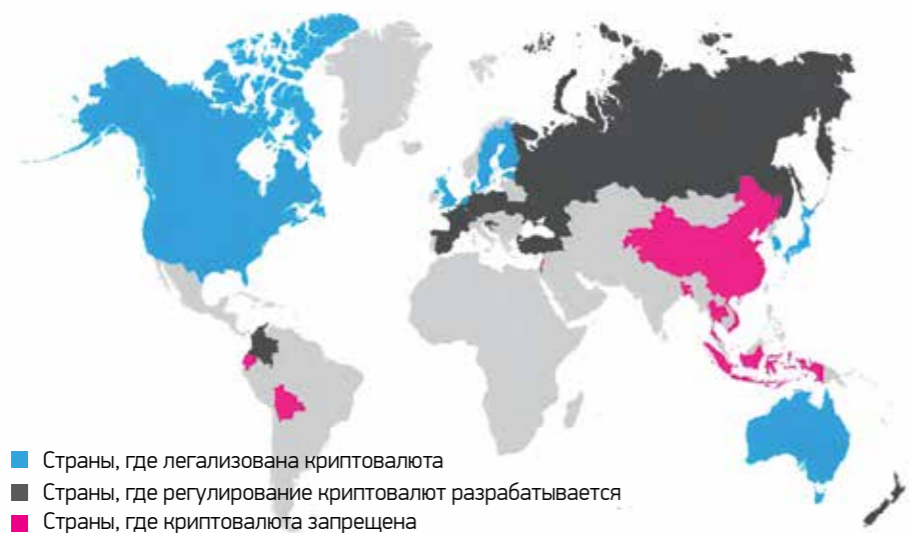 Страны, где легализована криптовалюта
Страны, где регулирование криптовалют разрабатывается
Страны, где криптовалюта запрещена